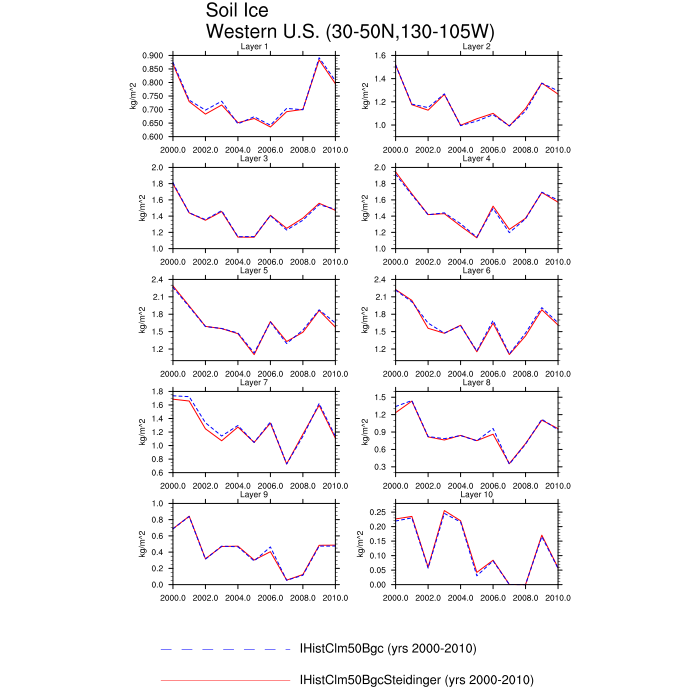 Soil Ice
Western U.S. (30-50N,130-105W)
Layer 1
Layer 2
0.900
0.850
0.800
0.750
0.700
0.650
0.600
kg/m^2
2000.0 2002.0 2004.0 2006.0 2008.0 2010.0
1.6
1.4
1.2
1.0
kg/m^2
2000.0 2002.0 2004.0 2006.0 2008.0 2010.0
Layer 3
Layer 4
2.0
1.8
1.6
1.4
1.2
1.0
kg/m^2
2000.0 2002.0 2004.0 2006.0 2008.0 2010.0
2.0
1.8
1.6
1.4
1.2
1.0
kg/m^2
2000.0 2002.0 2004.0 2006.0 2008.0 2010.0
Layer 5
Layer 6
2.4
2.1
1.8
1.5
1.2
kg/m^2
2000.0 2002.0 2004.0 2006.0 2008.0 2010.0
2.4
2.1
1.8
1.5
1.2
kg/m^2
2000.0 2002.0 2004.0 2006.0 2008.0 2010.0
Layer 7
Layer 8
1.8
1.6
1.4
1.2
1.0
0.8
0.6
kg/m^2
2000.0 2002.0 2004.0 2006.0 2008.0 2010.0
1.5
1.2
0.9
0.6
0.3
kg/m^2
2000.0 2002.0 2004.0 2006.0 2008.0 2010.0
Layer 9
Layer 10
1.0
0.8
0.6
0.4
0.2
0.0
kg/m^2
2000.0 2002.0 2004.0 2006.0 2008.0 2010.0
0.25
0.20
0.15
0.10
0.05
0.00
kg/m^2
2000.0 2002.0 2004.0 2006.0 2008.0 2010.0
IHistClm50Bgc (yrs 2000-2010)
IHistClm50BgcSteidinger (yrs 2000-2010)